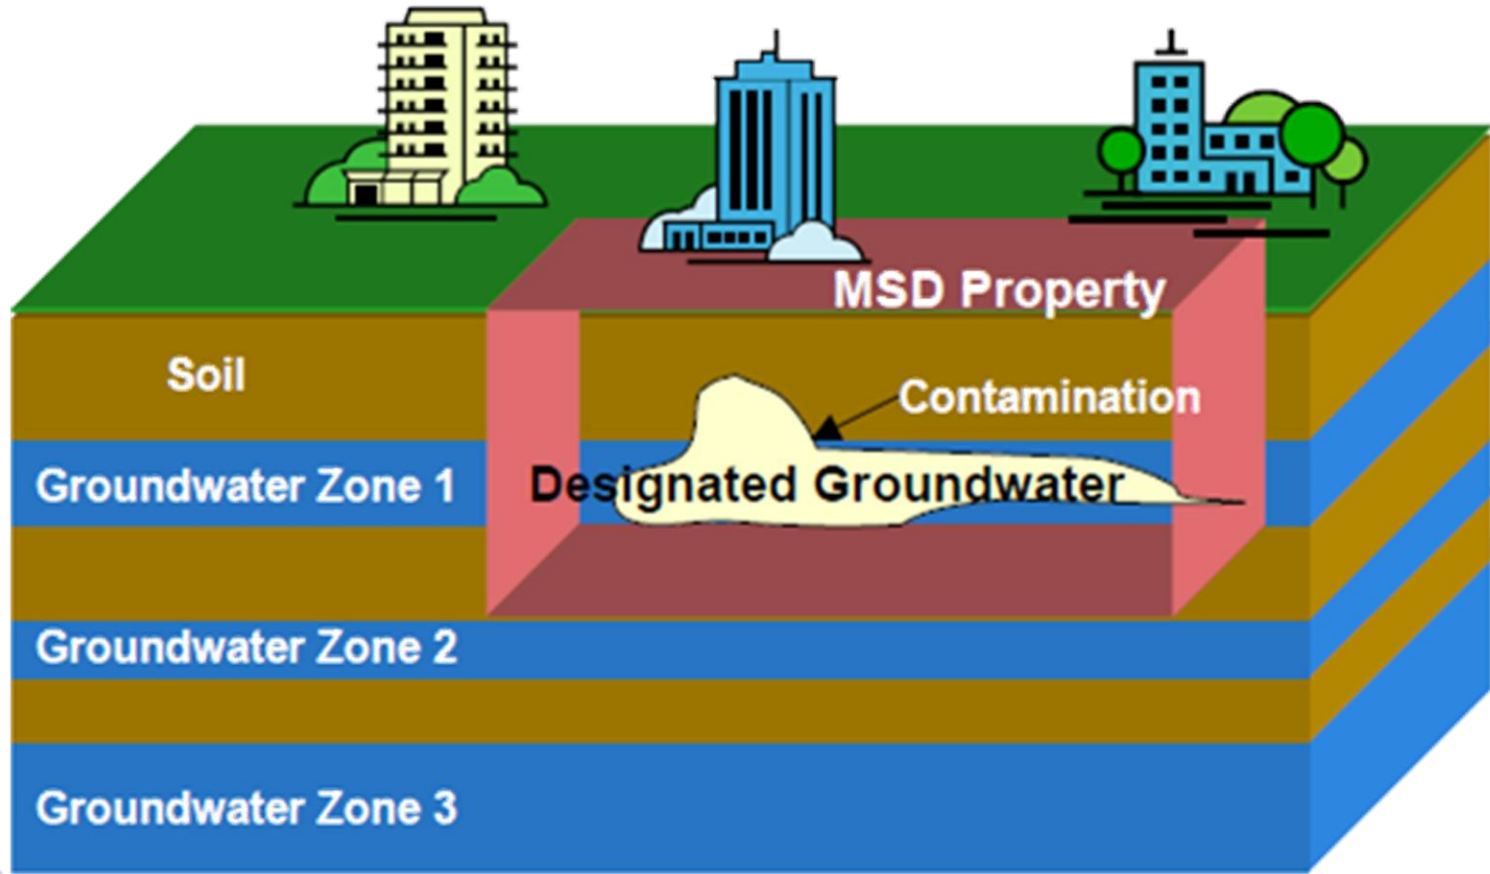 MSD Property
Soil
Contamination
Groundwater Zone 1
Designated Groundwater
Groundwater Zone 2
Groundwater Zone 3